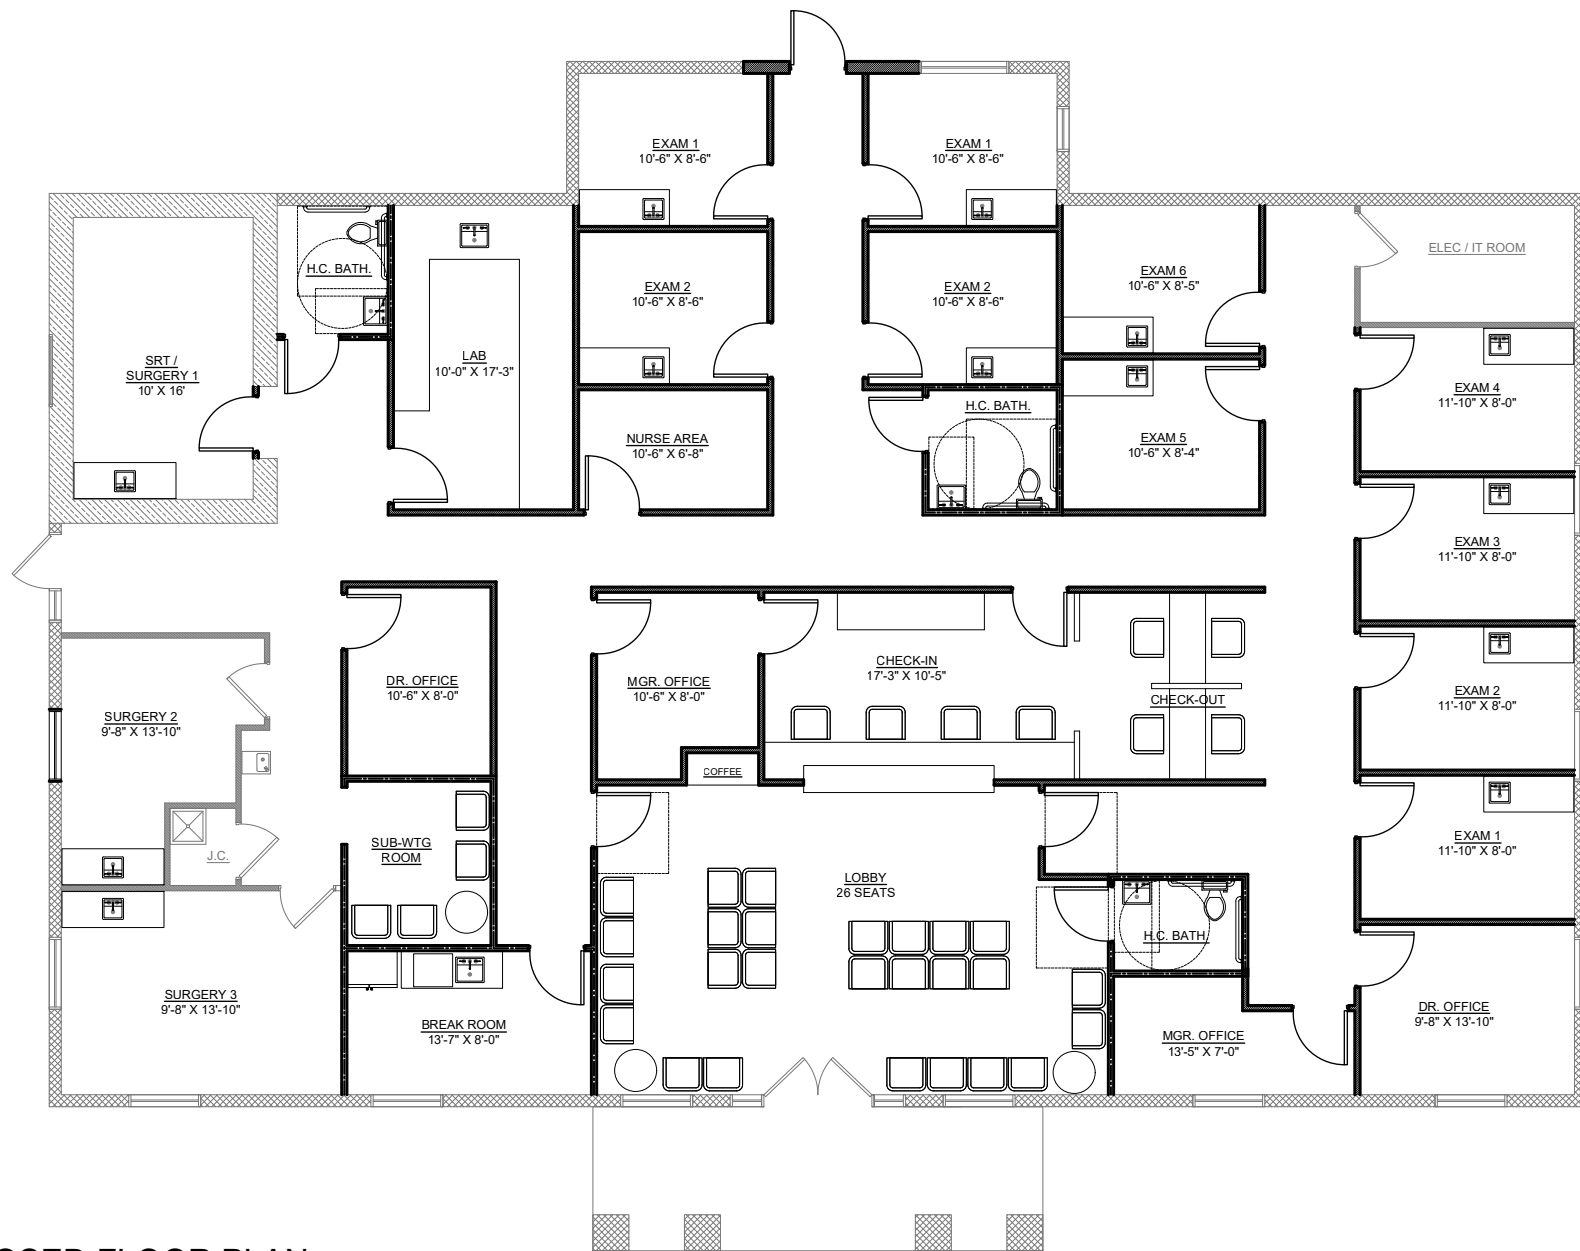 EXAM 1
10'-6" X 8'-6"
EXAM 1
10'-6" X 8'-6"
H.C. BATH.
ELEC / IT ROOM
EXAM 2
10'-6" X 8'-6"
EXAM 2
10'-6" X 8'-6"
EXAM 6
10'-6" X 8'-5"
SRT /
SURGERY 1
10' X 16'
LAB
10'-0" X 17'-3"
EXAM 4
11'-10" X 8'-0"
H.C. BATH.
NURSE AREA
10'-6" X 6'-8"
EXAM 5
10'-6" X 8'-4"
EXAM 3
11'-10" X 8'-0"
DR. OFFICE
10'-6" X 8'-0"
MGR. OFFICE
10'-6" X 8'-0"
CHECK-IN
17'-3" X 10'-5"
CHECK-OUT
EXAM 2
11'-10" X 8'-0"
SURGERY 2
9'-8" X 13'-10"
COFFEE
SUB-WTG
ROOM
J.C.
EXAM 1
11'-10" X 8'-0"
LOBBY
26 SEATS
H.C. BATH.
SURGERY 3
9'-8" X 13'-10"
BREAK ROOM
13'-7" X 8'-0"
MGR. OFFICE
13'-5" X 7'-0"
DR. OFFICE
9'-8" X 13'-10"
FLOOR PLAN